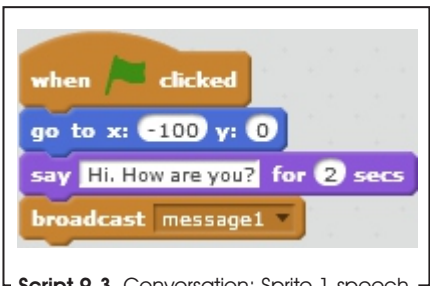 when clicked
go to x: -100 y: 0
say Hi. How are you? for 2 secs
broadcast message1
Script 9.3 Conversation: Sprite 1 speech